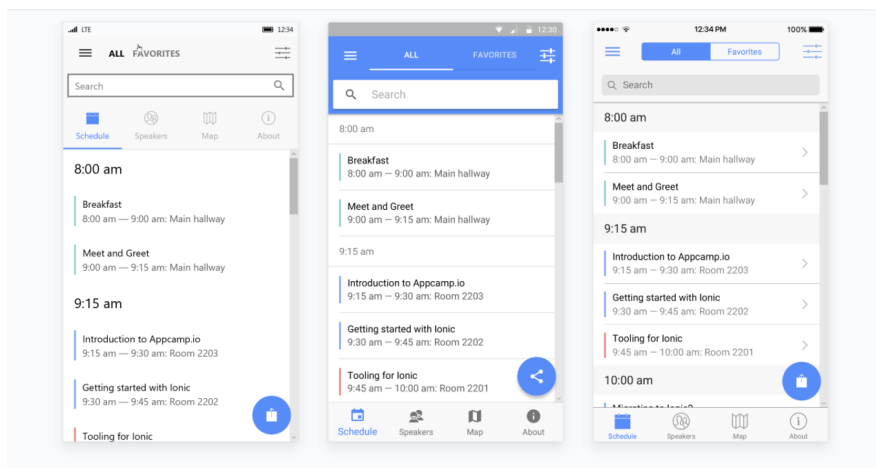 LTE 12:34
ALL FAVORITES
Search
Schedule Speakers Map About
8:00 am
Breakfast
8:00 am — 9:00 am: Main hallway
Meet and Greet
9:00 am — 9:15 am: Main hallway
9:15 am
Introduction to Appcamp.io
9:15 am — 9:30 am: Room 2203
Getting started with Ionic
9:30 am — 9:45 am: Room 2202
Tooling for Ionic
12:30
ALL FAVORITES
Search
8:00 am
Breakfast
8:00 am — 9:00 am: Main hallway
Meet and Greet
9:00 am — 9:15 am: Main hallway
9:15 am
Introduction to Appcamp.io
9:15 am — 9:30 am: Room 2203
Getting started with Ionic
9:30 am — 9:45 am: Room 2202
Tooling for Ionic
9:45 am — 10:00 am: Room 2201
Schedule Speakers Map About
12:34 PM 100%
All Favorites
Search
8:00 am
Breakfast
8:00 am — 9:00 am: Main hallway
Meet and Greet
9:00 am — 9:15 am: Main hallway
9:15 am
Introduction to Appcamp.io
9:15 am — 9:30 am: Room 2203
Getting started with Ionic
9:30 am — 9:45 am: Room 2202
Tooling for Ionic
9:45 am — 10:00 am: Room 2201
10:00 am
Schedule Speakers Map About